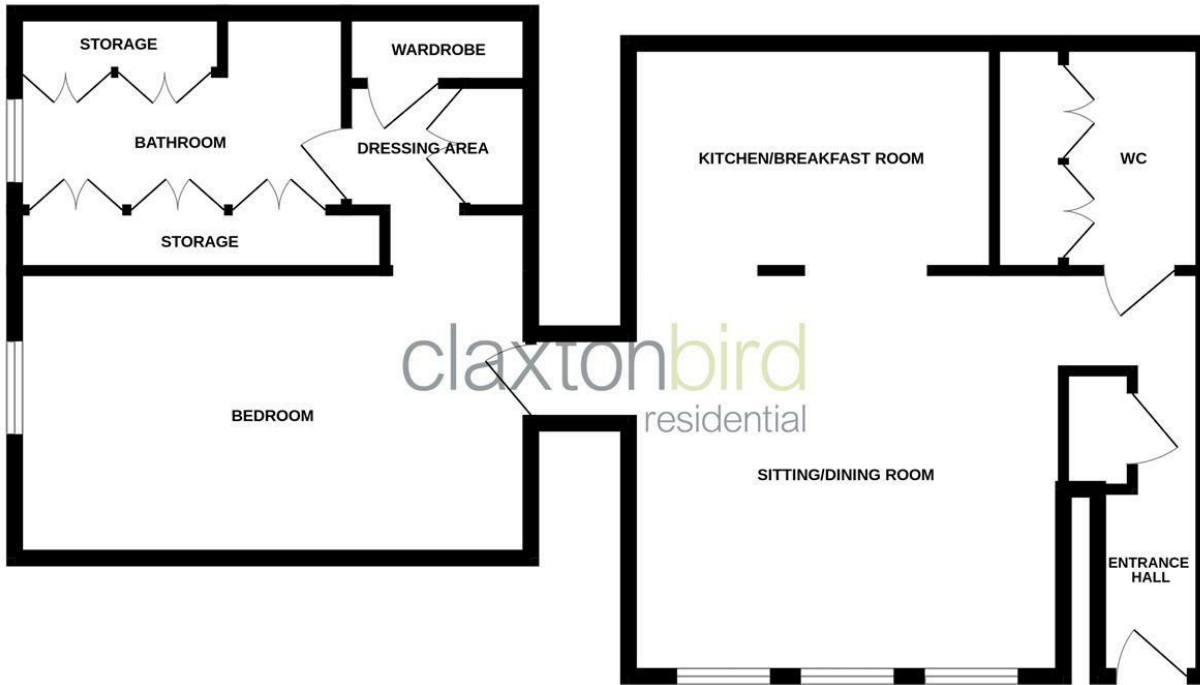 STORAGE
WARDROBE
BATHROOM
DRESSING AREA
STORAGE
BEDROOM
KITCHEN/BREAKFAST ROOM
WC
claxtonbird
residential
SITTING/DINING ROOM
ENTRANCE
HALL